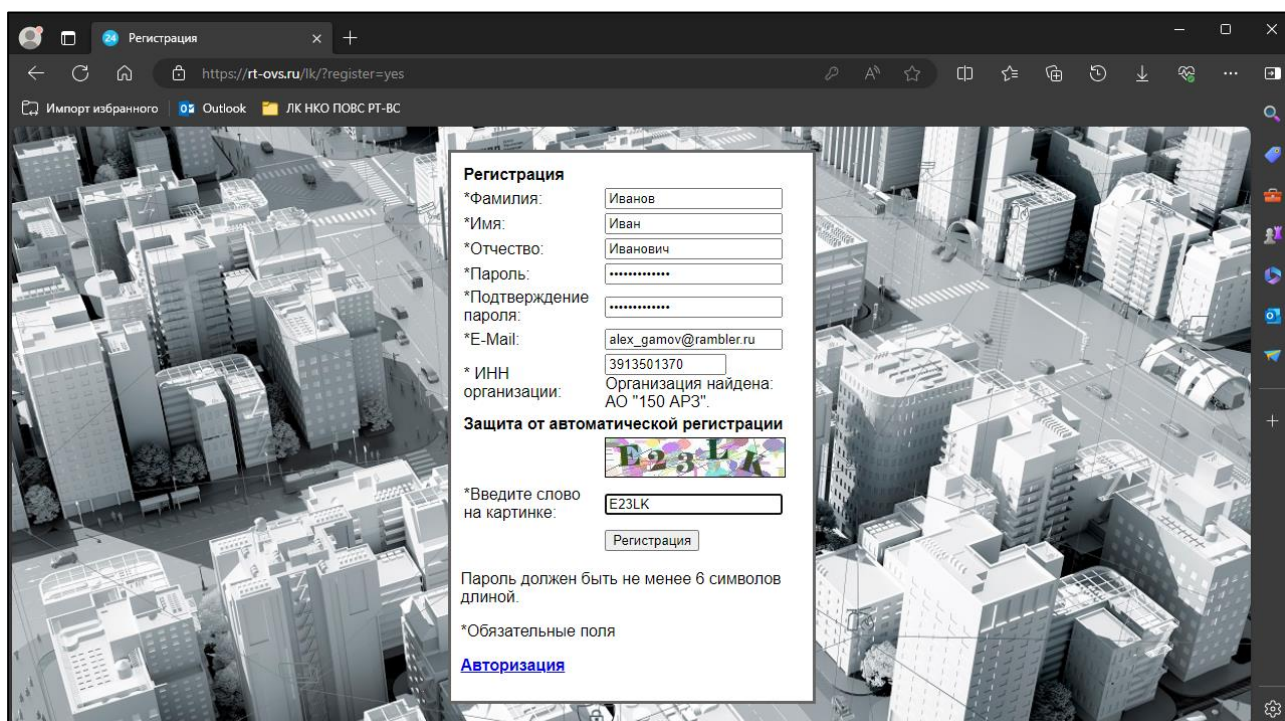 Регистрация
https://rt-ovs.ru/lk/?register=yes
Импорт избранного Outlook ЛК НКО ПОВС РТ-ВС
Регистрация
*Фамилия: Иванов
*Имя: Иван
*Отчество: Иванович
*Пароль: •••••••••••••
*Подтверждение
пароля: •••••••••••••
*E-Mail: alex_gamov@rambler.ru
3913501370
* ИНН
организации:
Организация найдена:
АО "150 АРЗ".
Защита от автоматической регистрации
E23LK
*Введите слово
на картинке:
E23LK
Регистрация
Пароль должен быть не менее 6 символов
длиной.
*Обязательные поля
Авторизация